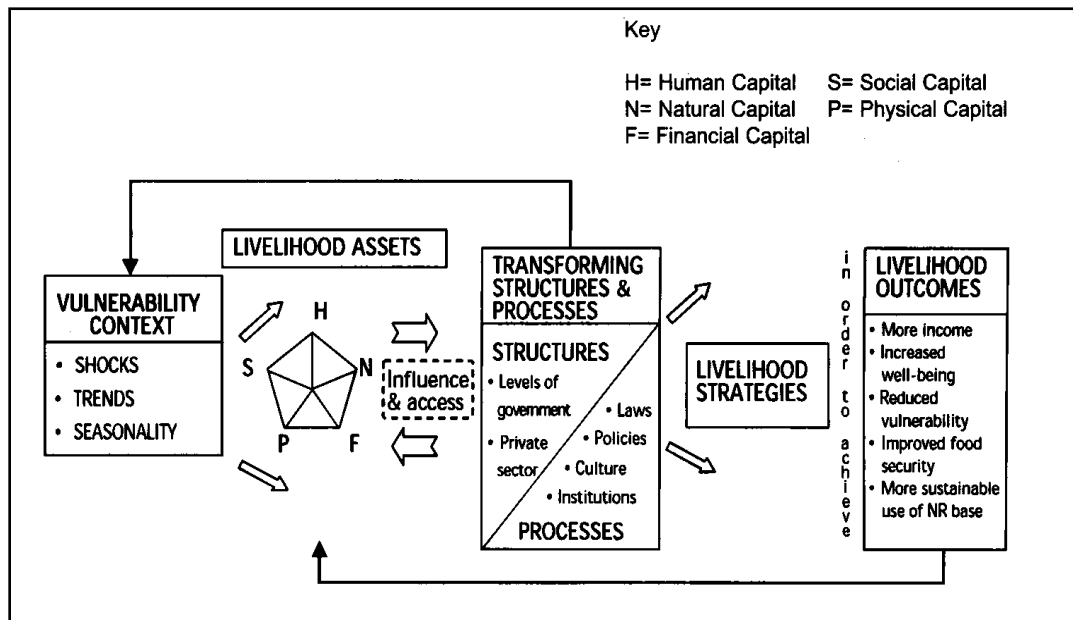 Key
H= Human Capital S= Social Capital
N= Natural Capital P= Physical Capital
F= Financial Capital
LIVELIHOOD ASSETS
VULNERABILITY
CONTEXT
• SHOCKS
• TRENDS
• SEASONALITY
H
S
N
P
F
Influence
& access
TRANSFORMING
STRUCTURES &
PROCESSES
STRUCTURES
• Levels of
government
• Private
sector
• Laws
• Policies
• Culture
• Institutions
PROCESSES
LIVELIHOOD
STRATEGIES
in order to achieve
LIVELIHOOD
OUTCOMES
• More income
• Increased
well-being
• Reduced
vulnerability
• Improved food
security
• More sustainable
use of NR base